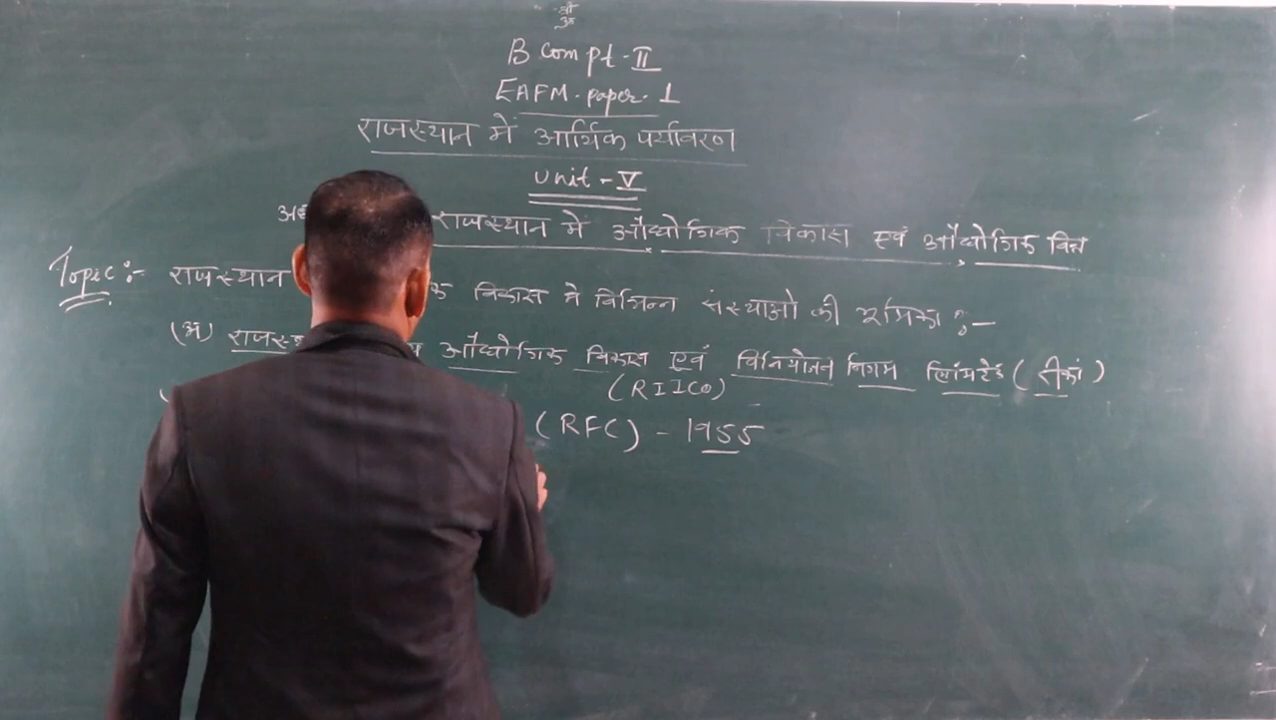 श्री
B Com pt - II
EAFM. paper. 1
राजस्थान में आर्थिक पर्यावरण
Unit - V
राजस्थान में औद्योगिक विकास एवं औद्योगिक वित्त
Topic :- राजस्थान विकास मे विभिन्न संस्थाओ की भूमिका :-
(अ) औद्योगिक विकास एवं विनियोजन निगम लिमिटेड ( रीको )
(RIICO)
(RFC) - 1955